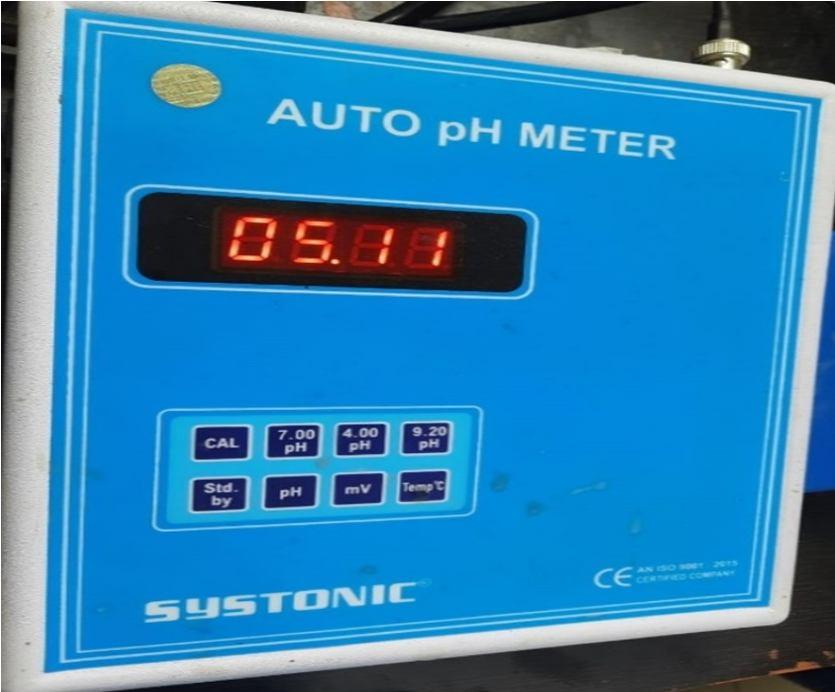 AUTO pH METER
05.11
CAL
7.00 pH
4.00 pH
9.20 pH
Std. by
pH
mV
Temp°C
SYSTONIC
CE AN ISO 9001 : 2015
CERTIFIED COMPANY